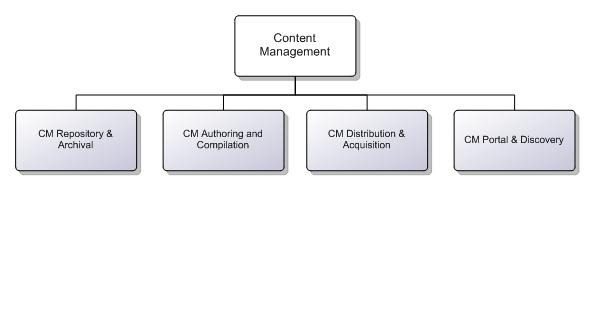 Content
Management
CM Repository &
Archival
CM Authoring and
Compilation
CM Distribution &
Acquisition
CM Portal & Discovery